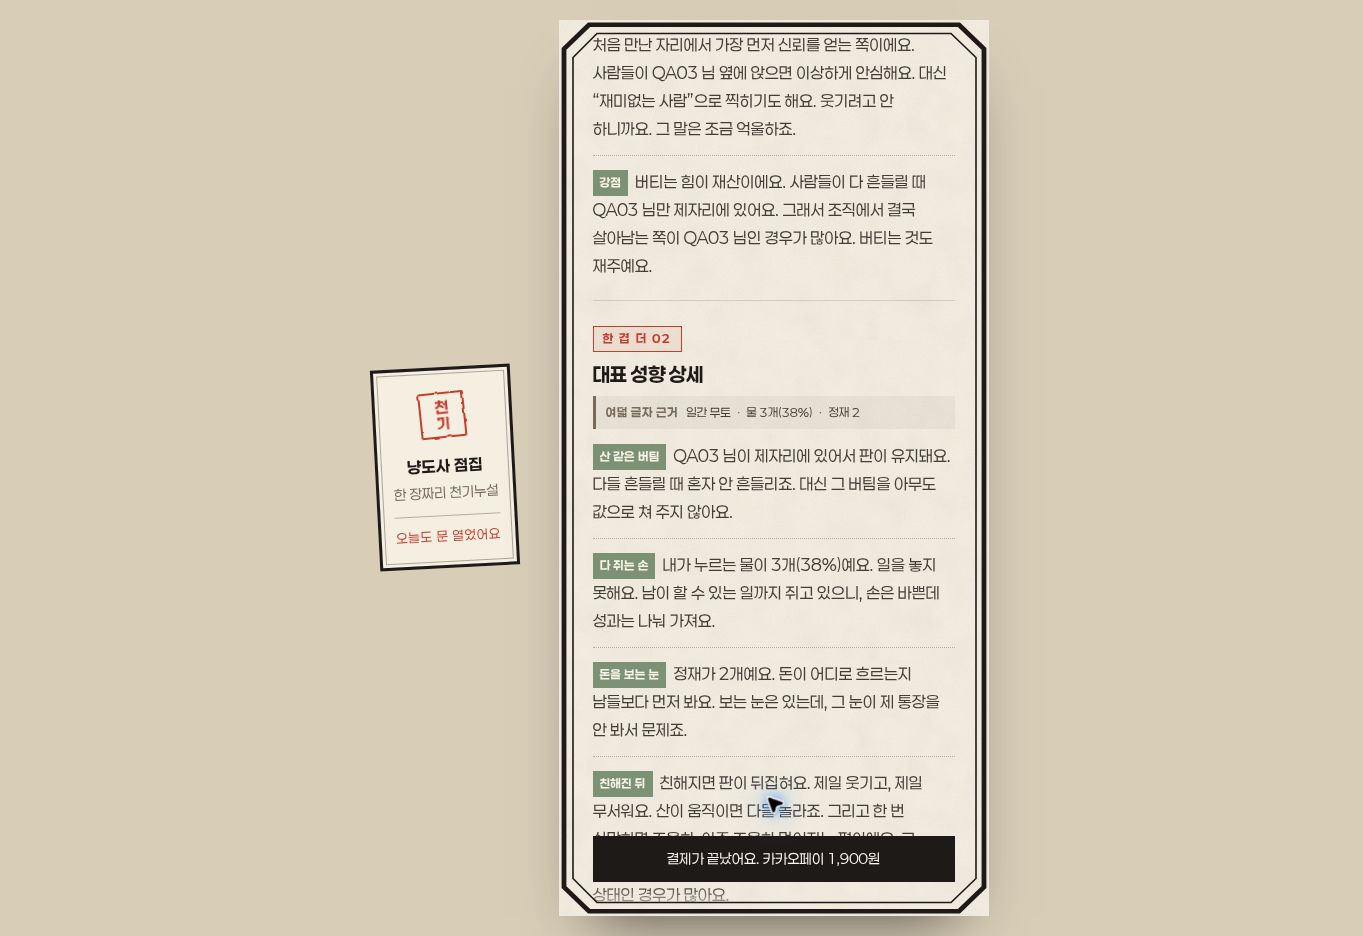 처음 만난 자리에서 가장 먼저 신뢰를 얻는 쪽이에요.
사람들이 QA03 님 옆에 앉으면 이상하게 안심해요. 대신
“재미없는 사람”으로 찍히기도 해요. 웃기려고 안
하니까요. 그 말은 조금 억울하죠.
강점 버티는 힘이 재산이에요. 사람들이 다 흔들릴 때
QA03 님만 제자리에 있어요. 그래서 조직에서 결국
살아남는 쪽이 QA03 님인 경우가 많아요. 버티는 것도
재주예요.
한 겹 더 02
대표 성향 상세
여덟 글자 근거 일간 무토 · 물 3개(38%) · 정재 2
산 같은 버팀 QA03 님이 제자리에 있어서 판이 유지돼요.
다들 흔들릴 때 혼자 안 흔들리죠. 대신 그 버팀을 아무도
값으로 쳐 주지 않아요.
다 쥐는 손 내가 누르는 물이 3개(38%)예요. 일을 놓지
못해요. 남이 할 수 있는 일까지 쥐고 있으니, 손은 바쁜데
성과는 나눠 가져요.
돈을 보는 눈 정재가 2개예요. 돈이 어디로 흐르는지
남들보다 먼저 봐요. 보는 눈은 있는데, 그 눈이 제 통장을
안 봐서 문제죠.
친해진 뒤 친해지면 판이 뒤집혀요. 제일 웃기고, 제일
무서워요. 산이 움직이면 다들 놀라죠. 그리고 한 번
결제가 끝났어요. 카카오페이 1,900원
상태인 경우가 많아요.
천
기
냥도사 점집
한 장짜리 천기누설
오늘도 문 열었어요